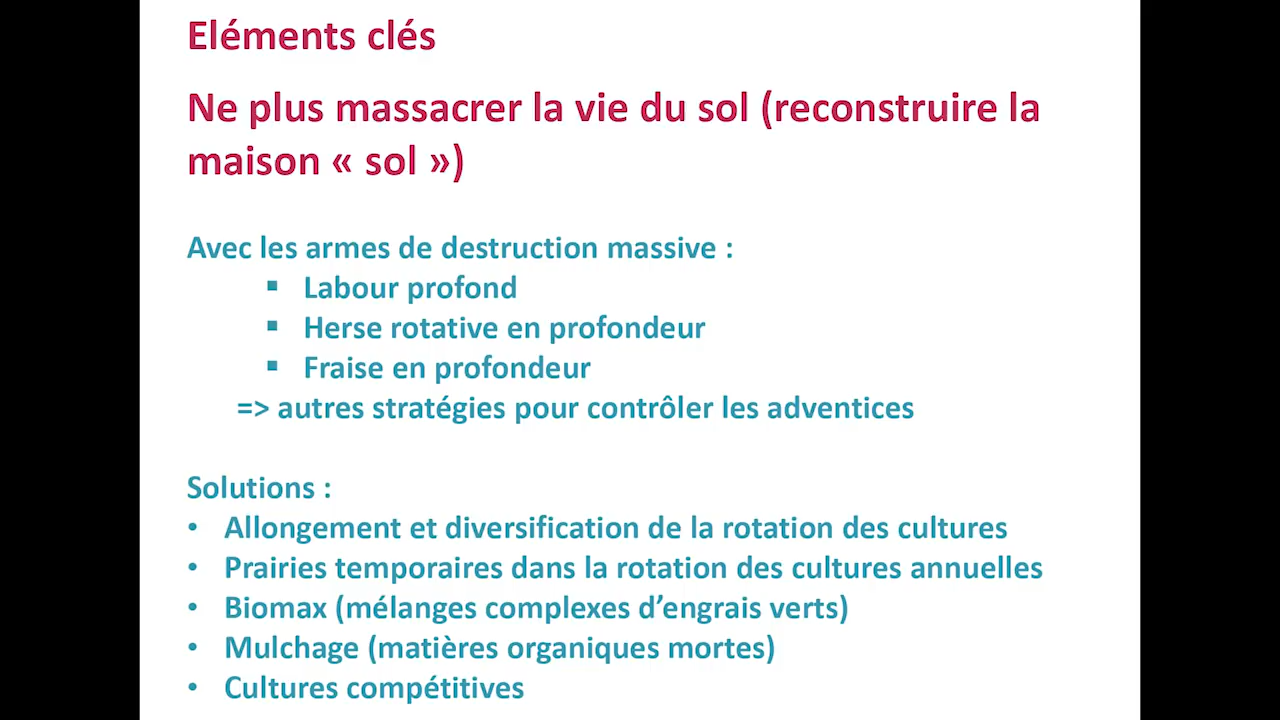 Eléments clés
Ne plus massacrer la vie du sol (reconstruire la
maison « sol »)
Avec les armes de destruction massive :
▪ Labour profond
▪ Herse rotative en profondeur
▪ Fraise en profondeur
=> autres stratégies pour contrôler les adventices
Solutions :
• Allongement et diversification de la rotation des cultures
• Prairies temporaires dans la rotation des cultures annuelles
• Biomax (mélanges complexes d’engrais verts)
• Mulchage (matières organiques mortes)
• Cultures compétitives